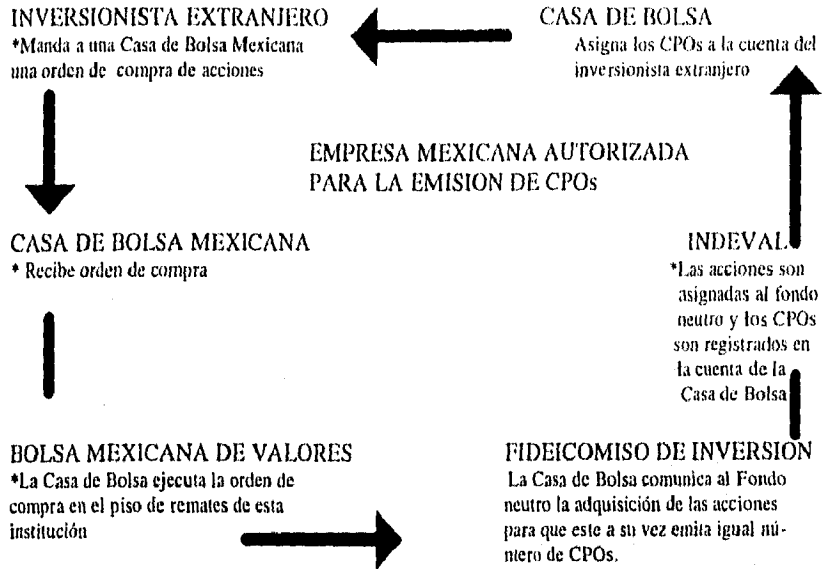 INVERSIONISTA EXTRANJERO
*Manda a una Casa de Bolsa Mexicana
una orden de compra de acciones
CASA DE BOLSA MEXICANA
* Recibe orden de compra
BOLSA MEXICANA DE VALORES
*La Casa de Bolsa ejecuta la orden de
compra en el piso de remates de esta
institución
FIDEICOMISO DE INVERSION
La Casa de Bolsa comunica al Fondo
neutro la adquisición de las acciones
para que este a su vez emita igual nú-
mero de CPOs.
INDEVAL
*Las acciones son
asignadas al fondo
neutro y los CPOs
son registrados en
la cuenta de la
Casa de Bolsa
CASA DE BOLSA
Asigna los CPOs a la cuenta del
inversionista extranjero
EMPRESA MEXICANA AUTORIZADA
PARA LA EMISION DE CPOs